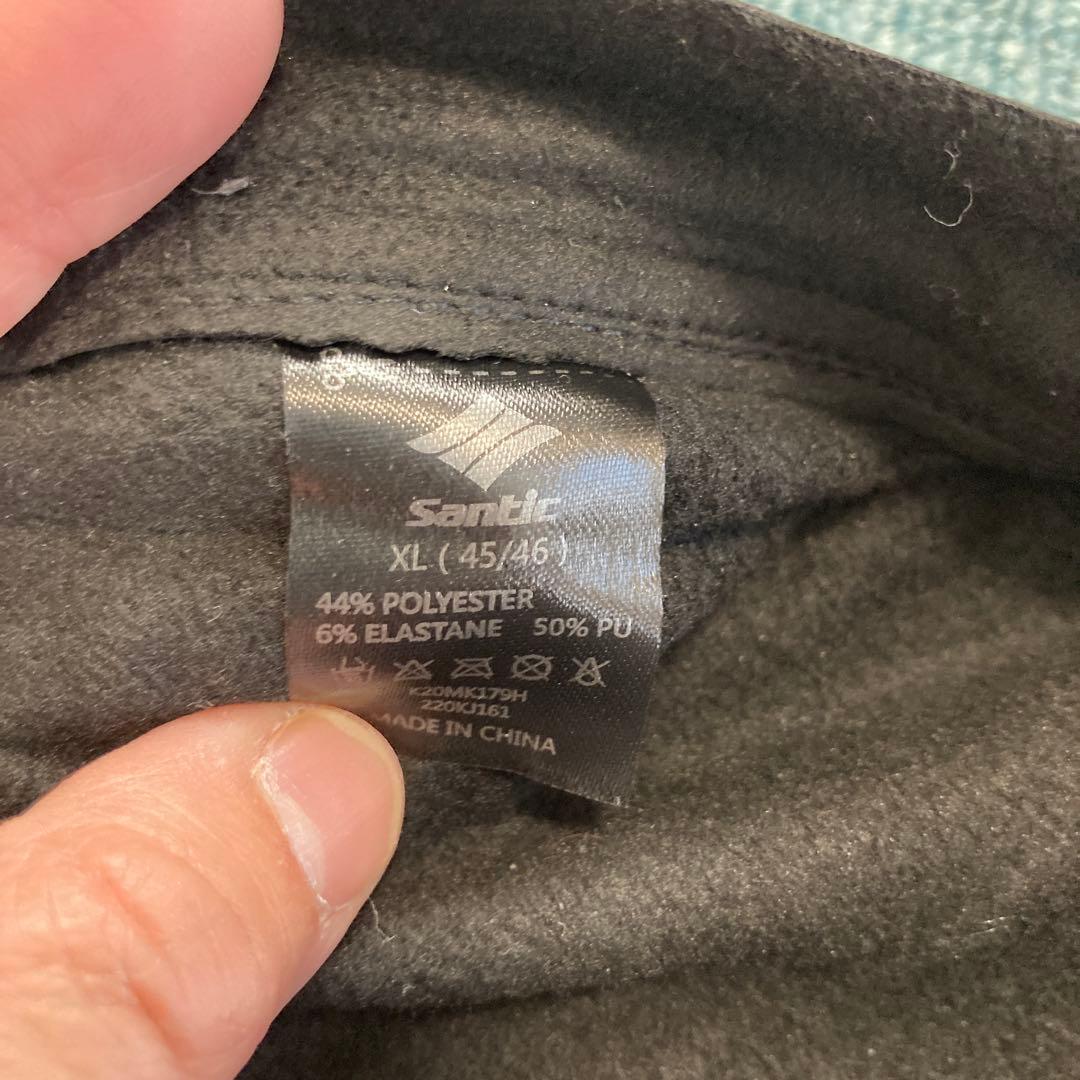 Santic
XL ( 45/46 )
44% POLYESTER
6% ELASTANE 50% PU
K20MK179H
220KJ161
MADE IN CHINA